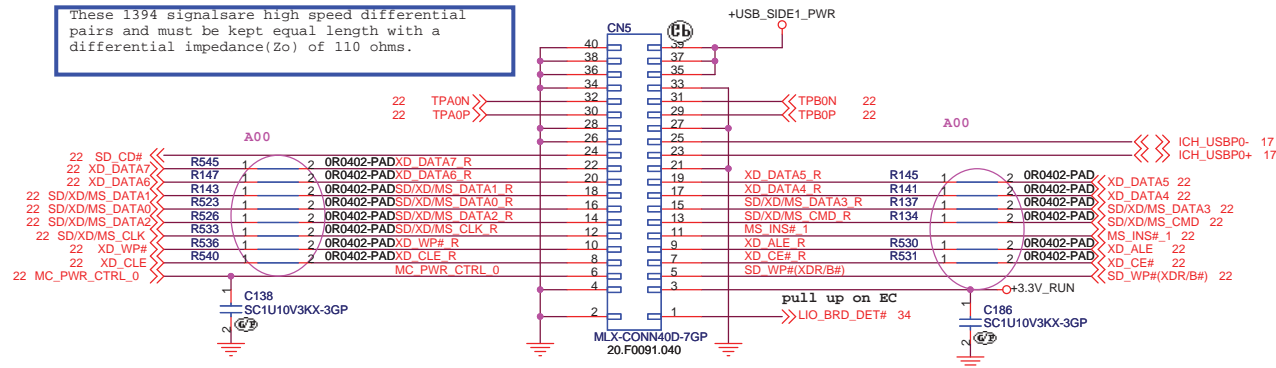 These 1394 signalsare high speed differential
pairs and must be kept equal length with a
differential impedance(Zo) of 110 ohms.
CN5
+USB_SIDE1_PWR
40 39
38 37
36 35
34 33
22 TPA0N 32 31 TPB0N 22
22 TPA0P 30 29 TPB0P 22
28 27
A00 A00
26 25 ICH_USBP0- 17
22 SD_CD# 24 23 ICH_USBP0+ 17
22 XD_DATA7 R545 1 2 0R0402-PAD XD_DATA7_R 22 21
22 XD_DATA6 R147 1 2 0R0402-PAD XD_DATA6_R 20 19 XD_DATA5_R R145 1 2 0R0402-PAD XD_DATA5 22
22 SD/XD/MS_DATA1 R143 1 2 0R0402-PAD SD/XD/MS_DATA1_R 18 17 XD_DATA4_R R141 1 2 0R0402-PAD XD_DATA4 22
22 SD/XD/MS_DATA0 R523 1 2 0R0402-PAD SD/XD/MS_DATA0_R 16 15 SD/XD/MS_DATA3_R R137 1 2 0R0402-PAD SD/XD/MS_DATA3 22
22 SD/XD/MS_DATA2 R526 1 2 0R0402-PAD SD/XD/MS_DATA2_R 14 13 SD/XD/MS_CMD_R R134 1 2 0R0402-PAD SD/XD/MS_CMD 22
22 SD/XD/MS_CLK R533 1 2 0R0402-PAD SD/XD/MS_CLK_R 12 11 MS_INS#_1 MS_INS#_1 22
22 XD_WP# R536 1 2 0R0402-PAD XD_WP#_R 10 9 XD_ALE_R R530 1 2 0R0402-PAD XD_ALE 22
22 XD_CLE R540 1 2 0R0402-PAD XD_CLE_R 8 7 XD_CE#_R R531 1 2 0R0402-PAD XD_CE# 22
22 MC_PWR_CTRL_0 MC_PWR_CTRL_0 6 5 SD_WP#(XDR/B#) SD_WP#(XDR/B#) 22
4 3 +3.3V_RUN
pull up on EC
2 1 LIO_BRD_DET# 34
1 C138
SC1U10V3KX-3GP
2 G/P
MLX-CONN40D-7GP
20.F0091.040
1 C186
SC1U10V3KX-3GP
2 G/P